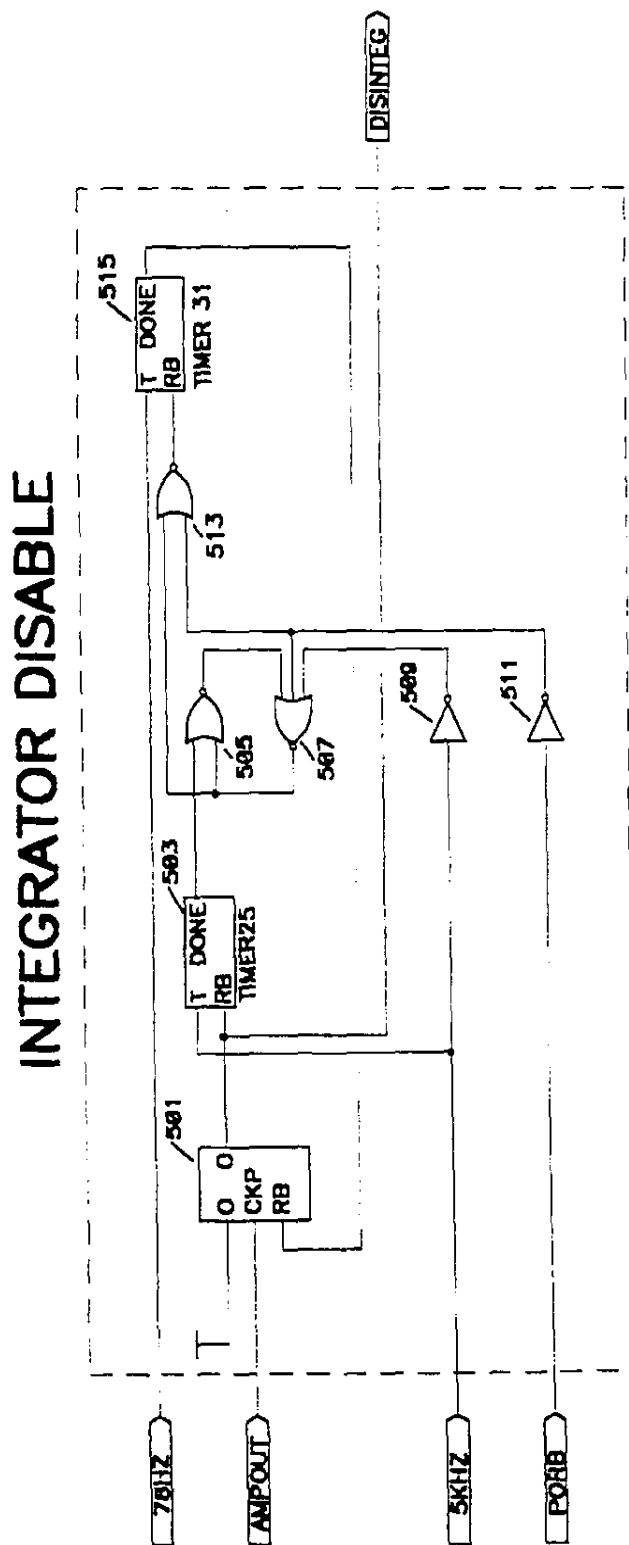 INTEGRATOR DISABLE
78HZ
AMPOUT
5KHZ
PORB
DISINTEG
501
O O
CKP
RB
503
T DONE
RB
TIMER25
505
507
509
511
513
515
T DONE
RB
TIMER 31